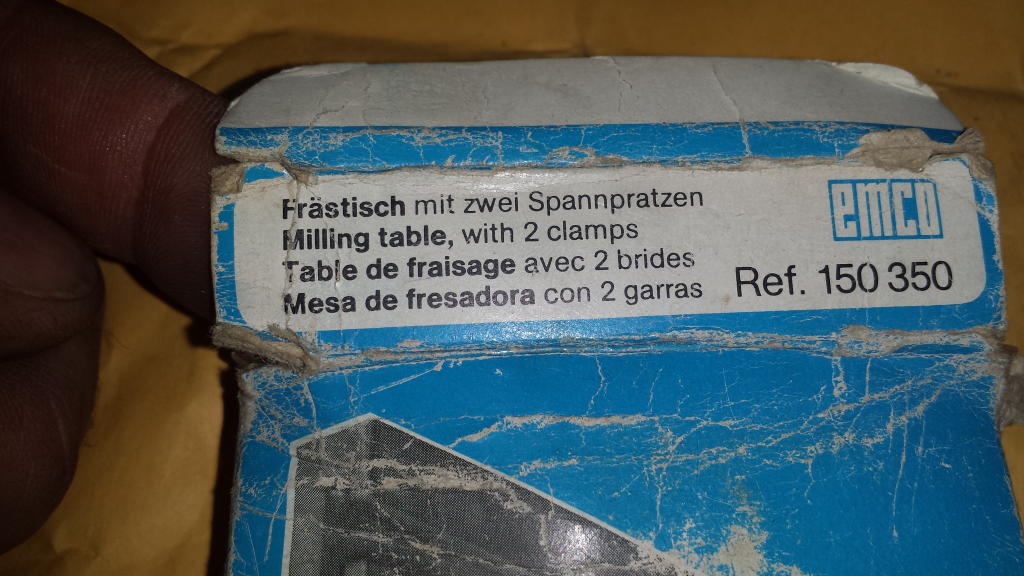 Frästisch mit zwei Spannpratzen
Milling table, with 2 clamps
Table de fraisage avec 2 brides
Mesa de fresadora con 2 garras
emco
Ref. 150 350